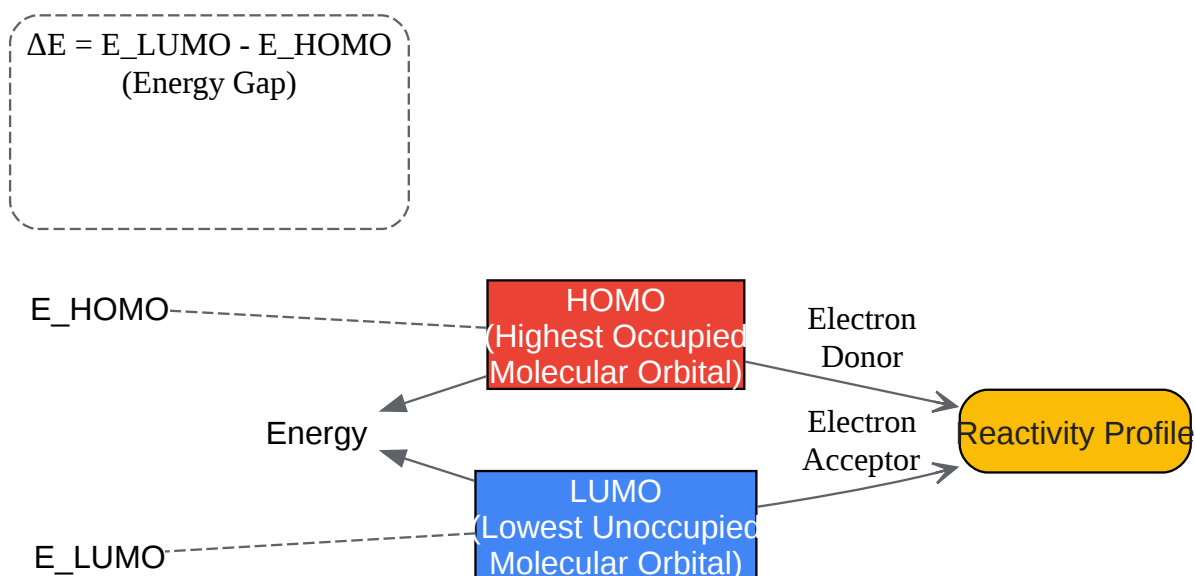 ΔE = E_LUMO - E_HOMO
(Energy Gap)
E_HOMO
HOMO
(Highest Occupied
Molecular Orbital)
Electron
Donor
Energy
Electron
Acceptor
Reactivity Profile
E_LUMO
LUMO
(Lowest Unoccupied
Molecular Orbital)